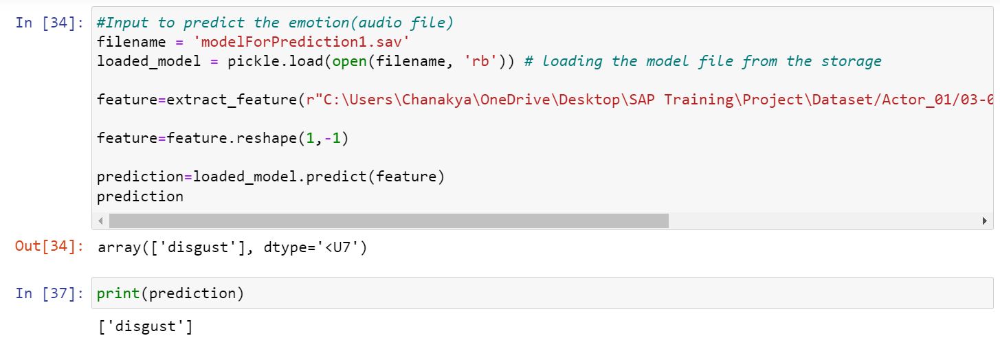 In [34]: #Input to predict the emotion(audio file)
filename = 'modelForPrediction1.sav'
loaded_model = pickle.load(open(filename, 'rb')) # loading the model file from the storage
feature=extract_feature(r"C:\Users\Chanakya\OneDrive\Desktop\SAP Training\Project\Dataset/Actor_01/03-0
feature=feature.reshape(1,-1)
prediction=loaded_model.predict(feature)
prediction
Out[34]: array(['disgust'], dtype='<U7')
In [37]: print(prediction)
['disgust']